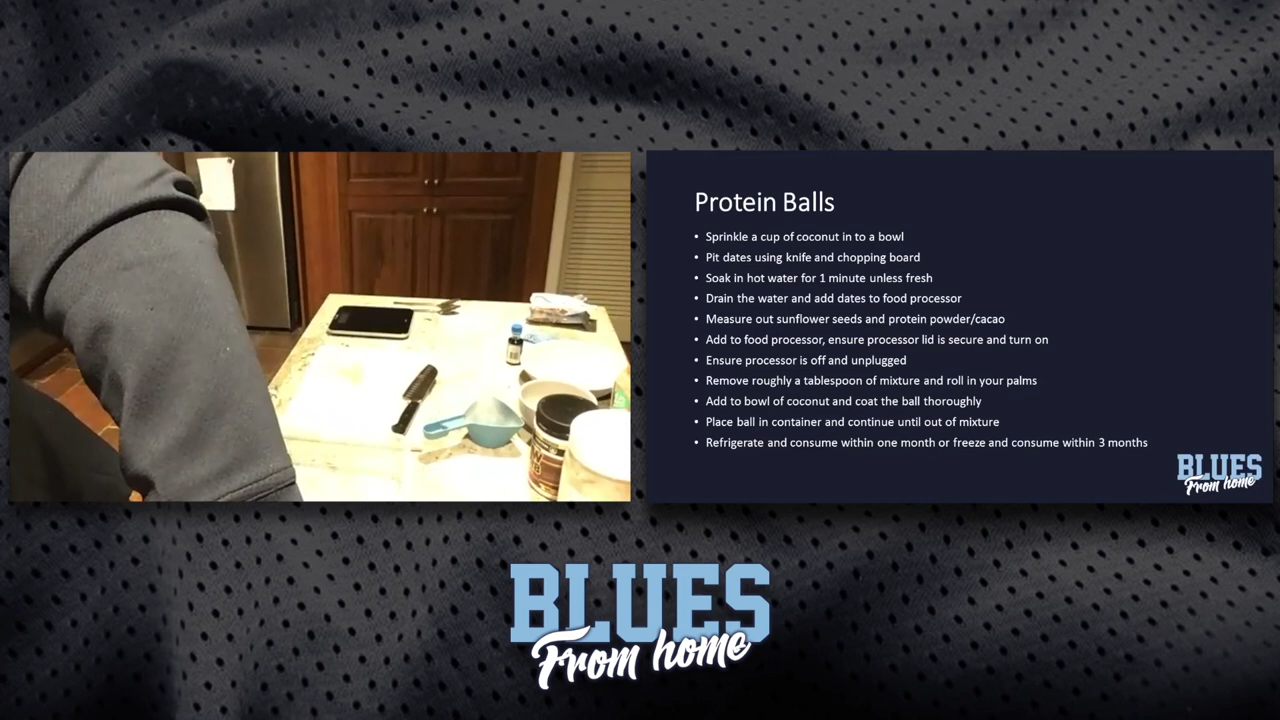 Protein Balls
• Sprinkle a cup of coconut in to a bowl
• Pit dates using knife and chopping board
• Soak in hot water for 1 minute unless fresh
• Drain the water and add dates to food processor
• Measure out sunflower seeds and protein powder/cacao
• Add to food processor, ensure processor lid is secure and turn on
• Ensure processor is off and unplugged
• Remove roughly a tablespoon of mixture and roll in your palms
• Add to bowl of coconut and coat the ball thoroughly
• Place ball in container and continue until out of mixture
• Refrigerate and consume within one month or freeze and consume within 3 months
BLUES
From home
BLUES
From home